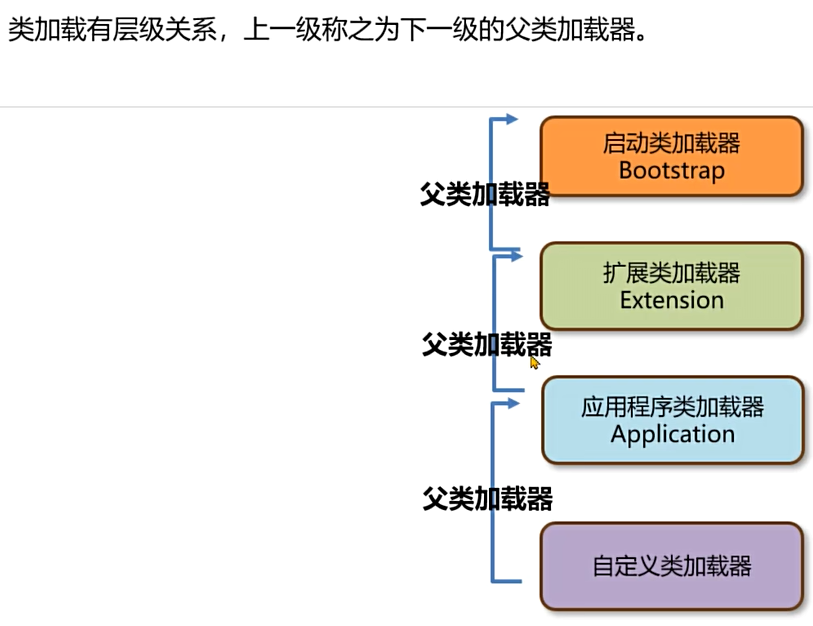 类加载有层级关系，上一级称之为下一级的父类加载器。
启动类加载器
Bootstrap
父类加载器
扩展类加载器
Extension
父类加载器
应用程序类加载器
Application
父类加载器
自定义类加载器